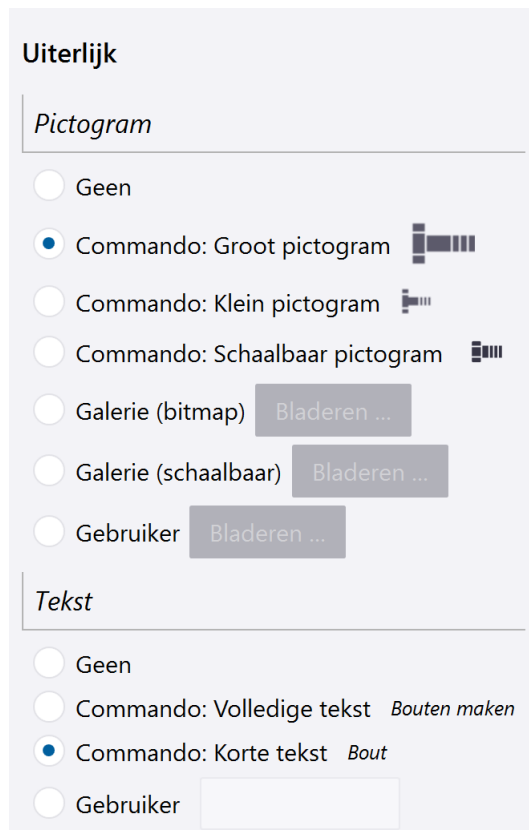 Uiterlijk
Pictogram
Geen
Commando: Groot pictogram
Commando: Klein pictogram
Commando: Schaalbaar pictogram
Galerie (bitmap) Bladeren ...
Galerie (schaalbaar) Bladeren ...
Gebruiker Bladeren ...
Tekst
Geen
Commando: Volledige tekst Bouten maken
Commando: Korte tekst Bout
Gebruiker